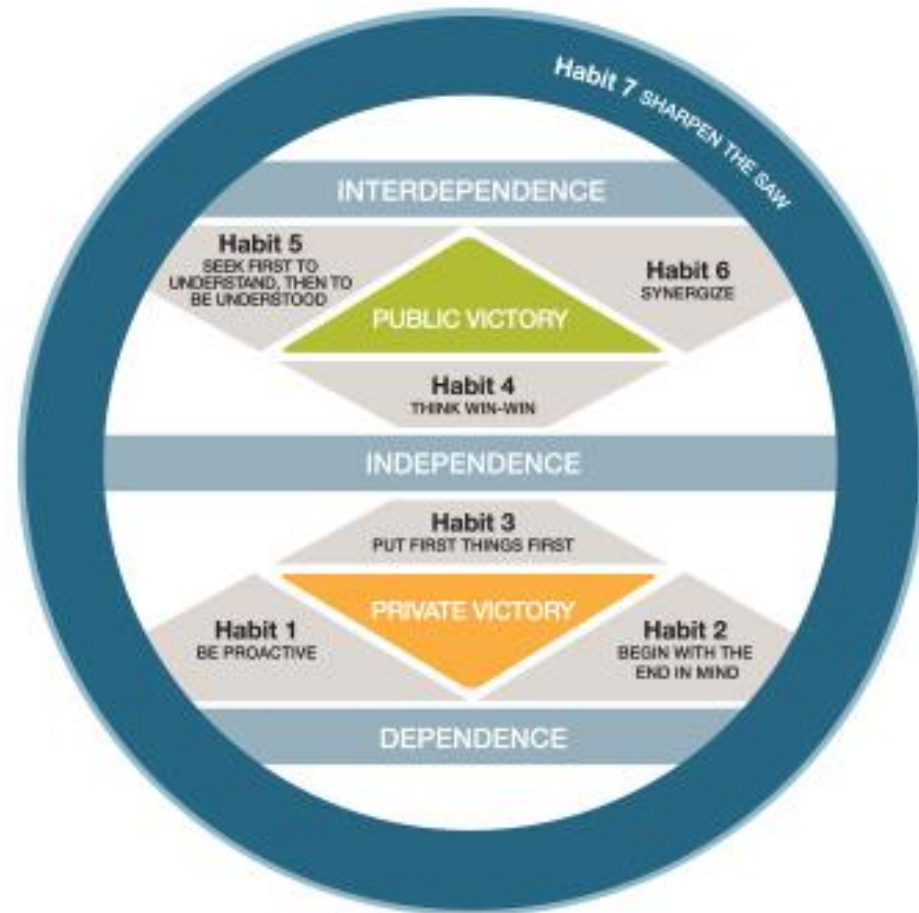 Habit 7 SHARPEN THE SAW
INTERDEPENDENCE
Habit 5
SEEK FIRST TO
UNDERSTAND, THEN TO
BE UNDERSTOOD
Habit 6
SYNERGIZE
PUBLIC VICTORY
Habit 4
THINK WIN-WIN
INDEPENDENCE
Habit 3
PUT FIRST THINGS FIRST
PRIVATE VICTORY
Habit 1
BE PROACTIVE
Habit 2
BEGIN WITH THE
END IN MIND
DEPENDENCE